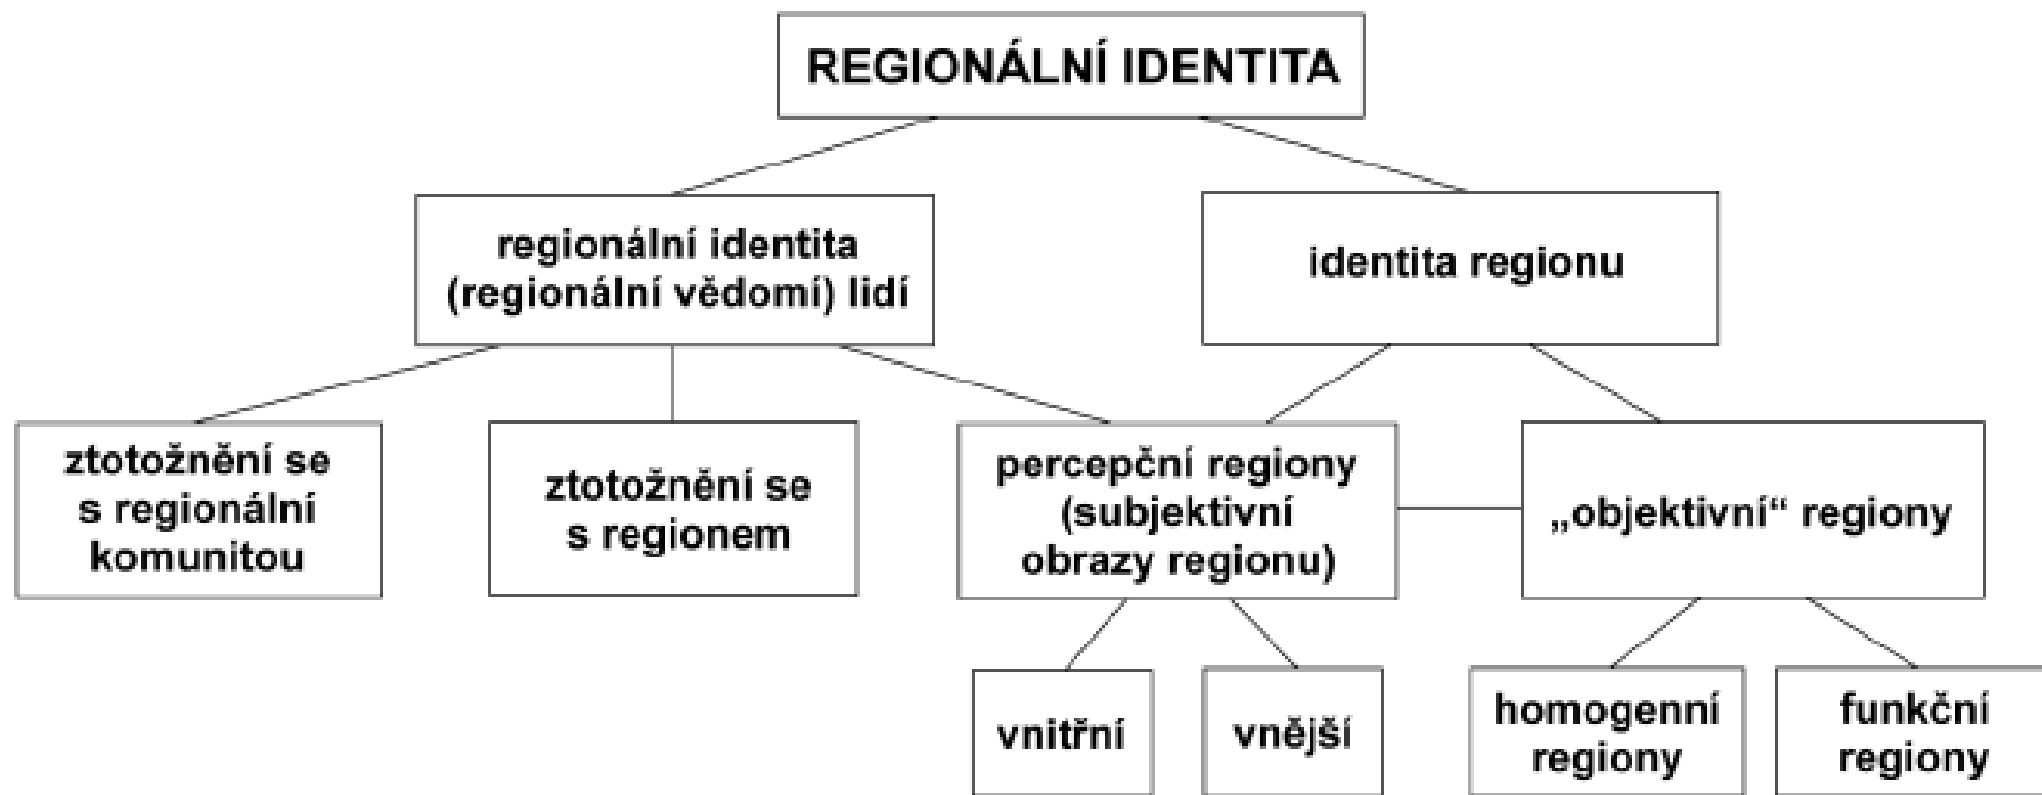 REGIONÁLNÍ IDENTITA
regionální identita
(regionální vědomí) lidí
identita regionu
ztotožnění se
s regionální
komunitou
ztotožnění se
s regionem
percepční regiony
(subjektivní
obrazy regionu)
„objektivní“ regiony
vnitřní
vnější
homogenní
regiony
funkční
regiony